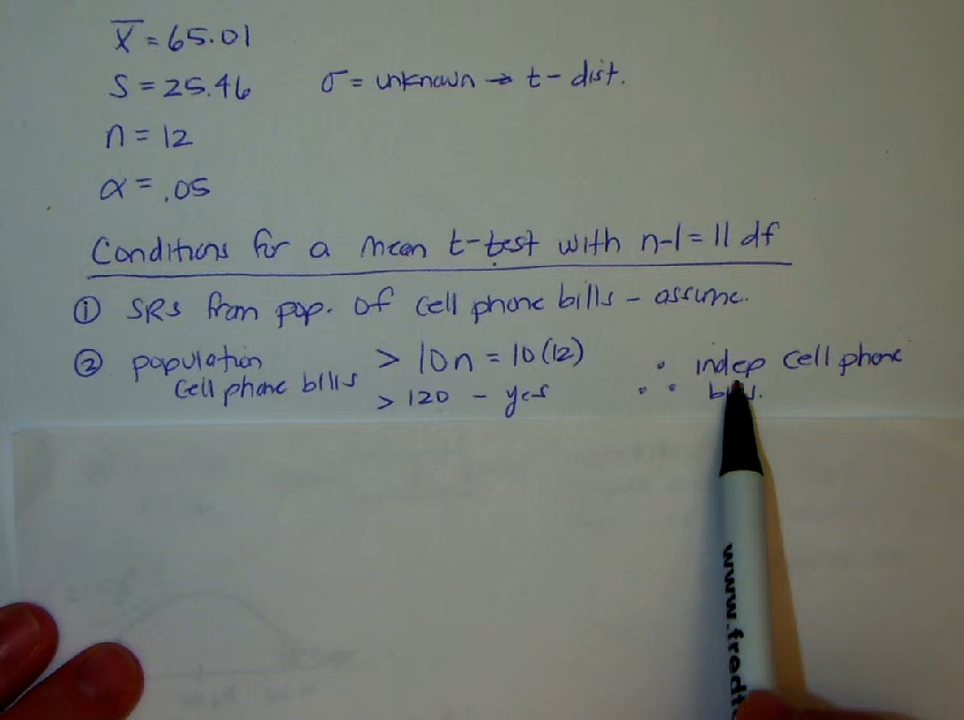 X̅ = 65.01
S = 25.46 σ = unknown → t - dist.
n = 12
α = .05
Conditions for a mean t-test with n-1 = 11 df
① SRS from pop. of cell phone bills - assume.
② population > 10n = 10(12) ∴ indep cell phone
cell phone bills > 120 - yes bills.
www.fredt